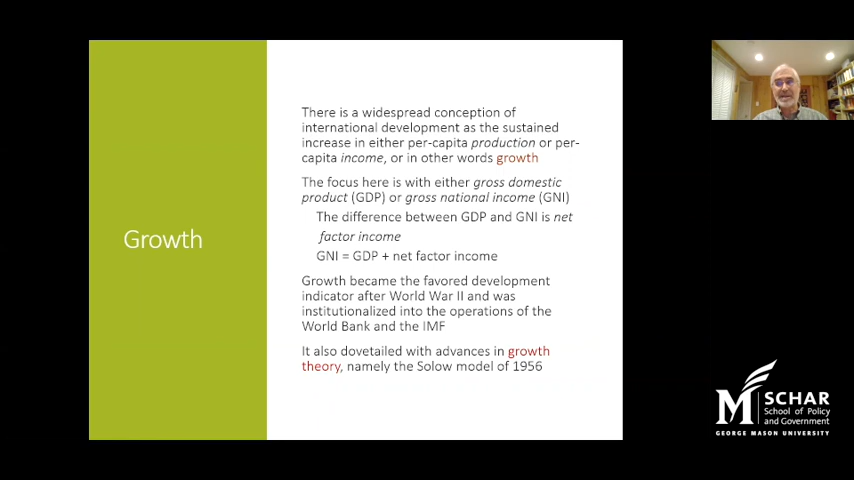 Growth
There is a widespread conception of
international development as the sustained
increase in either per-capita production or per-
capita income, or in other words growth
The focus here is with either gross domestic
product (GDP) or gross national income (GNI)
The difference between GDP and GNI is net
factor income
GNI = GDP + net factor income
Growth became the favored development
indicator after World War II and was
institutionalized into the operations of the
World Bank and the IMF
It also dovetailed with advances in growth
theory, namely the Solow model of 1956
M SCHAR
School of Policy
and Government
GEORGE MASON UNIVERSITY